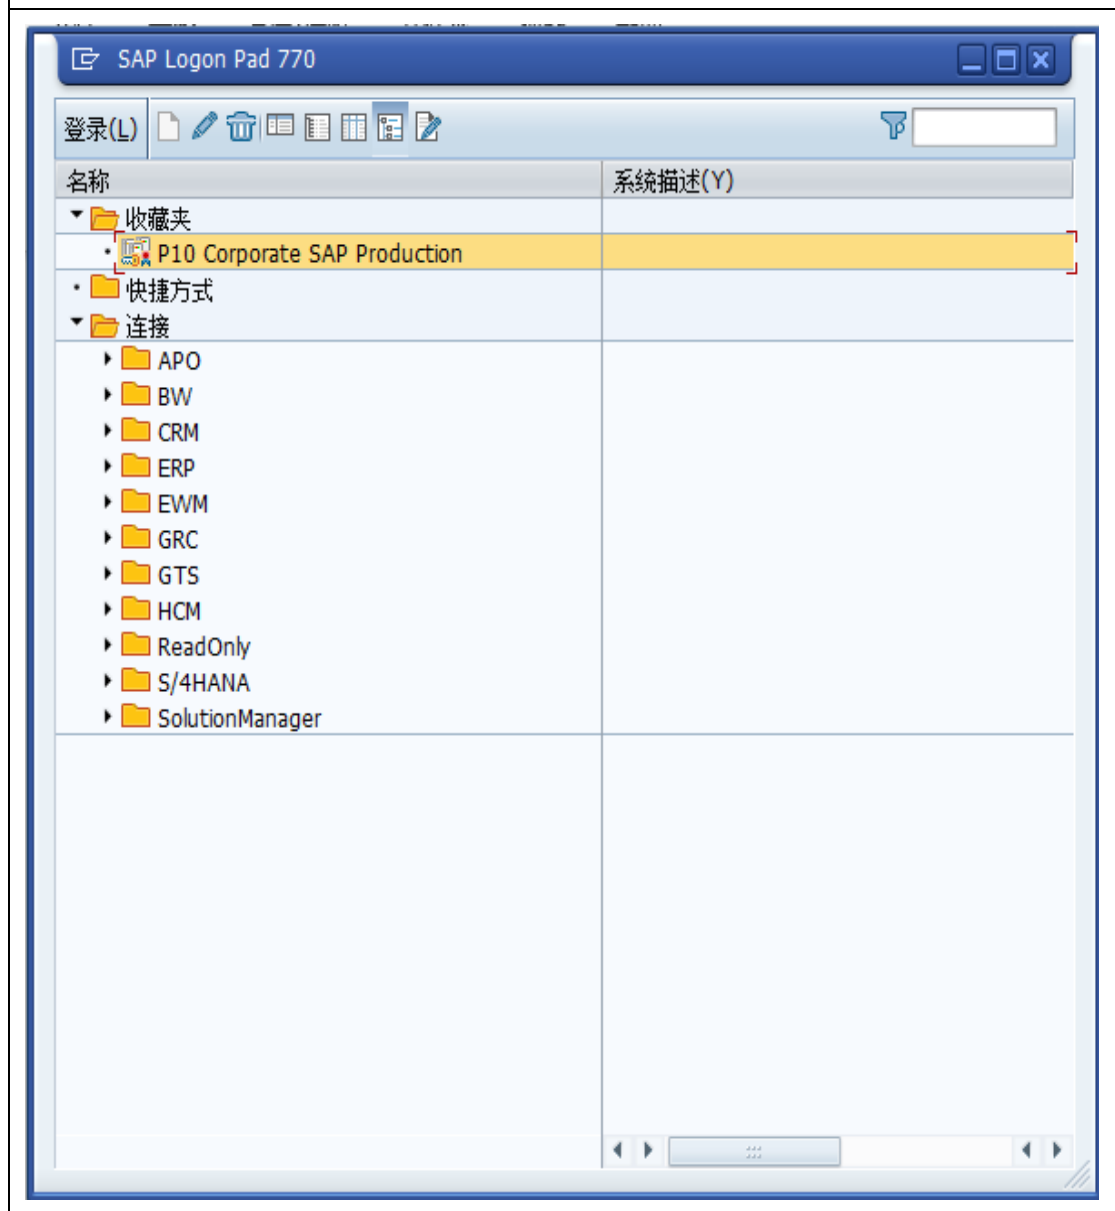 SAP Logon Pad 770
登录(L)
名称 系统描述(Y)
收藏夹
P10 Corporate SAP Production
快捷方式
连接
APO
BW
CRM
ERP
EWM
GRC
GTS
HCM
ReadOnly
S/4HANA
SolutionManager